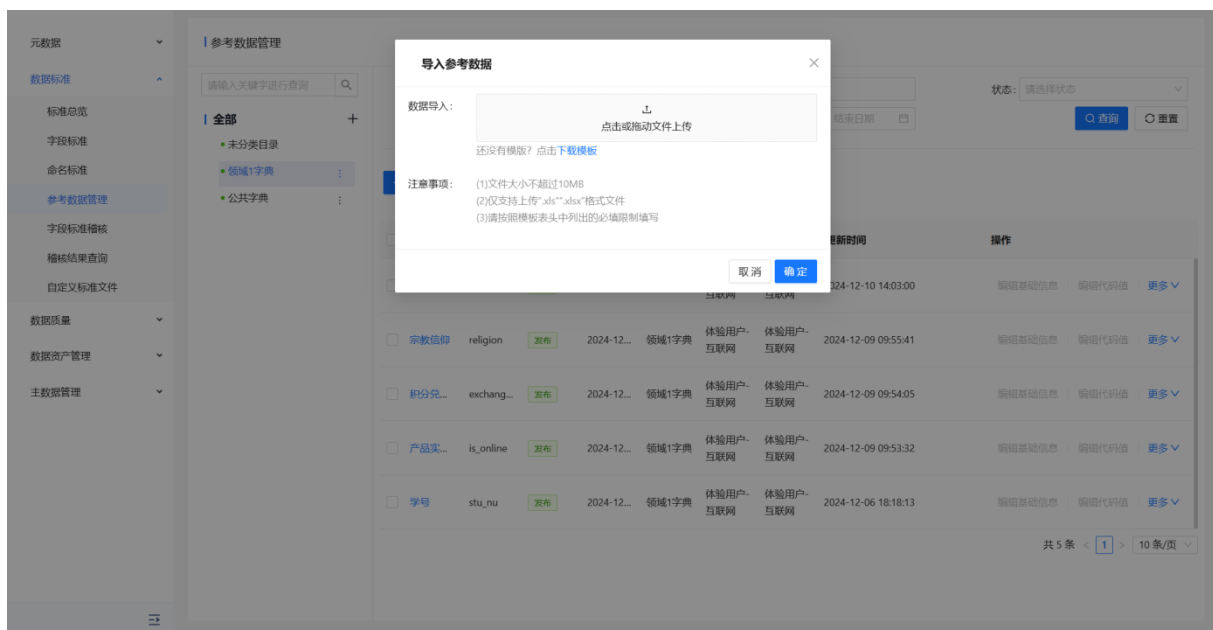 元数据
数据标准
标准总览
字段标准
命名标准
参考数据管理
字段标准稽核
稽核结果查询
自定义标准文件
数据质量
数据资产管理
主数据管理
参考数据管理
请输入关键字进行查询
全部 +
未分类目录
领域1字典
公共字典
导入参考数据
数据导入:
点击或拖动文件上传
还没有模版? 点击下载模板
注意事项:
(1)文件大小不超过10MB
(2)仅支持上传".xls"".xlsx"格式文件
(3)请按照模板表头中列出的必填限制填写
取消 确定
状态: 请选择状态
结束日期
查询 重置
更新时间 操作
互联网 互联网 2024-12-10 14:03:00 编辑基础信息 编辑代码值 更多
宗教信仰 religion 发布 2024-12... 领域1字典 体验用户-互联网 体验用户-互联网 2024-12-09 09:55:41 编辑基础信息 编辑代码值 更多
积分兑... exchang... 发布 2024-12... 领域1字典 体验用户-互联网 体验用户-互联网 2024-12-09 09:54:05 编辑基础信息 编辑代码值 更多
产品实... is_online 发布 2024-12... 领域1字典 体验用户-互联网 体验用户-互联网 2024-12-09 09:53:32 编辑基础信息 编辑代码值 更多
学号 stu_nu 发布 2024-12... 领域1字典 体验用户-互联网 体验用户-互联网 2024-12-06 18:18:13 编辑基础信息 编辑代码值 更多
共 5 条 < 1 > 10 条/页